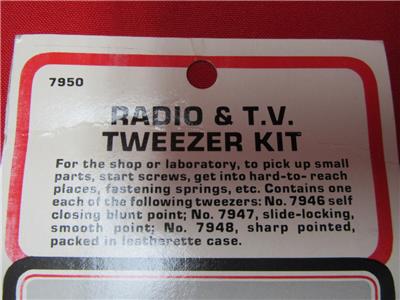 7950
RADIO & T.V.
TWEEZER KIT
For the shop or laboratory, to pick up small
parts, start screws, get into hard-to- reach
places, fastening springs, etc. Contains one
each of the following tweezers: No. 7946 self
closing blunt point; No. 7947, slide-locking,
smooth point; No. 7948, sharp pointed,
packed in leatherette case.